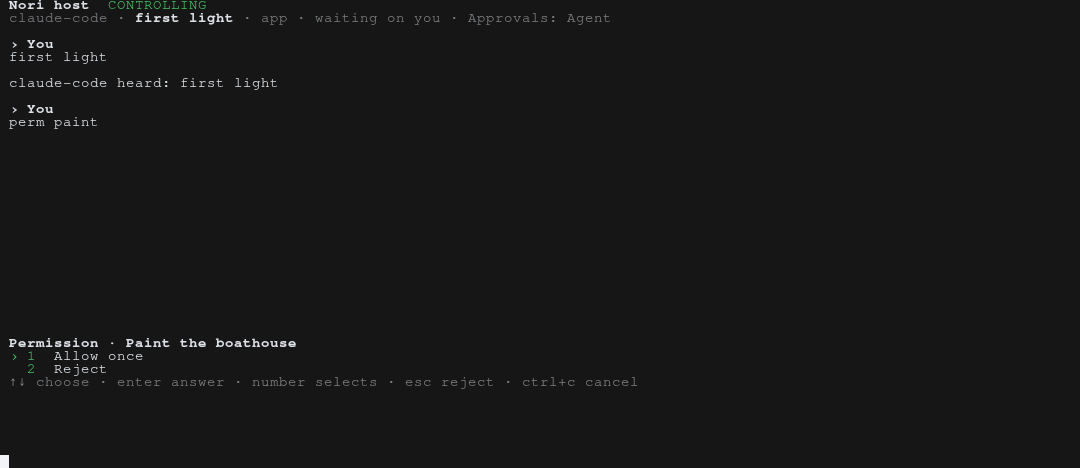 Nori host  CONTROLLING
claude-code · first light · app · waiting on you · Approvals: Agent
› You
first light
claude-code heard: first light
› You
perm paint
Permission · Paint the boathouse
› 1  Allow once
  2  Reject
↑↓ choose · enter answer · number selects · esc reject · ctrl+c cancel